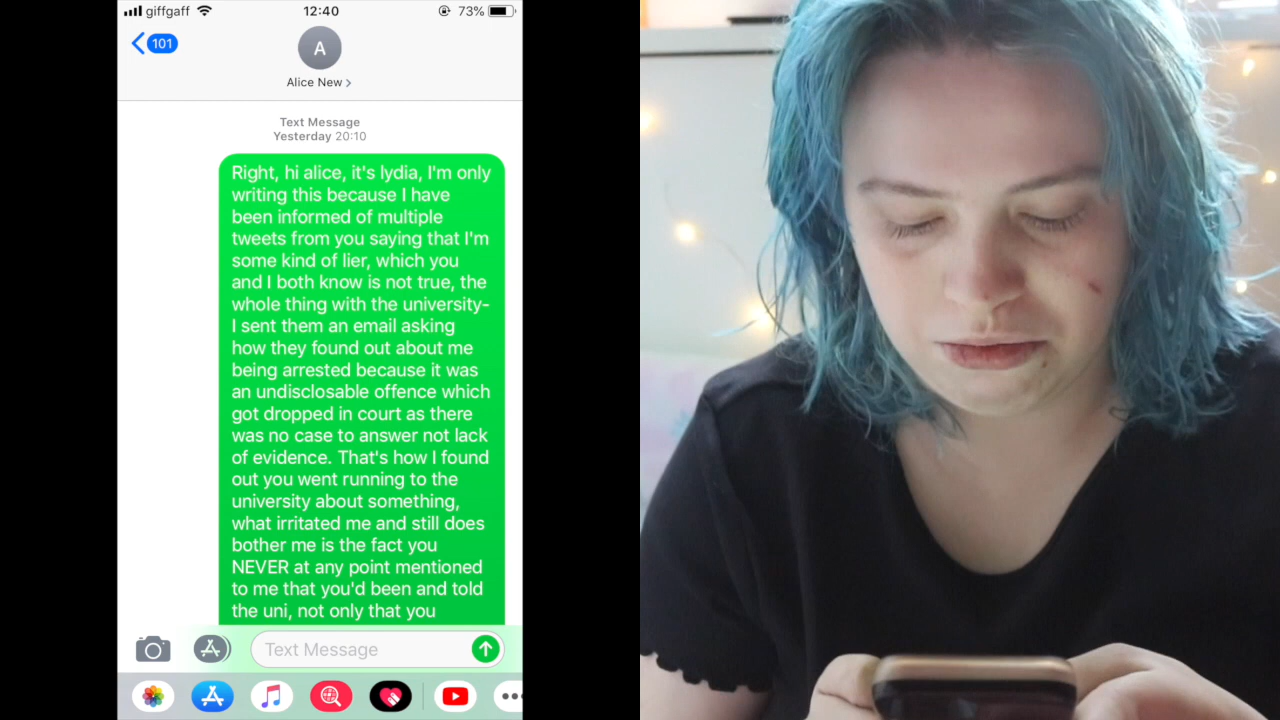 giffgaff 12:40 73%
101
A
Alice New
Text Message
Yesterday 20:10
Right, hi alice, it's lydia, I'm only
writing this because I have
been informed of multiple
tweets from you saying that I'm
some kind of lier, which you
and I both know is not true, the
whole thing with the university-
I sent them an email asking
how they found out about me
being arrested because it was
an undisclosable offence which
got dropped in court as there
was no case to answer not lack
of evidence. That's how I found
out you went running to the
university about something,
what irritated me and still does
bother me is the fact you
NEVER at any point mentioned
to me that you'd been and told
the uni, not only that you
Text Message